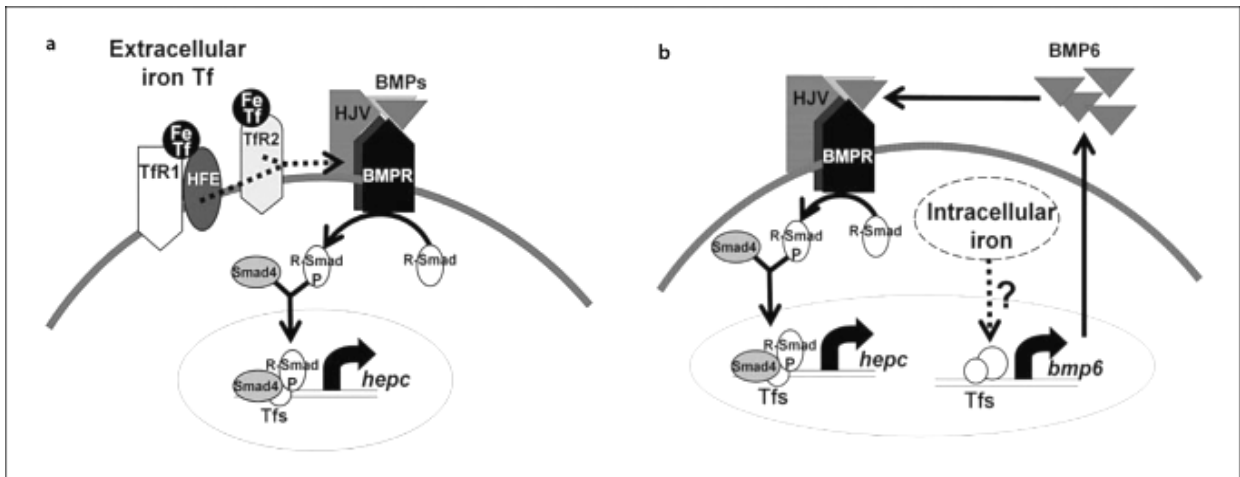 a
Extracellular
iron Tf
Fe
Tf
TfR1
HFE
Fe
Tf
TfR2
HJV
BMPs
BMPR
Smad4
R-Smad
P
R-Smad
R-Smad
P
Smad4
Tfs
hepc
b
BMP6
HJV
BMPR
Intracellular
iron
?
Smad4
R-Smad
P
R-Smad
R-Smad
P
Smad4
Tfs
hepc
Tfs
bmp6